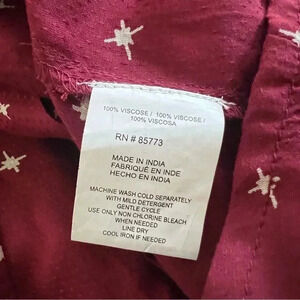 100% VISCOSE / 100% VISCOSE /
100% VISCOSA
RN # 85773
MADE IN INDIA
FABRIQUÉ EN INDE
HECHO EN INDIA
MACHINE WASH COLD SEPARATELY
WITH MILD DETERGENT
GENTLE CYCLE
USE ONLY NON CHLORINE BLEACH
WHEN NEEDED
LINE DRY
COOL IRON IF NEEDED